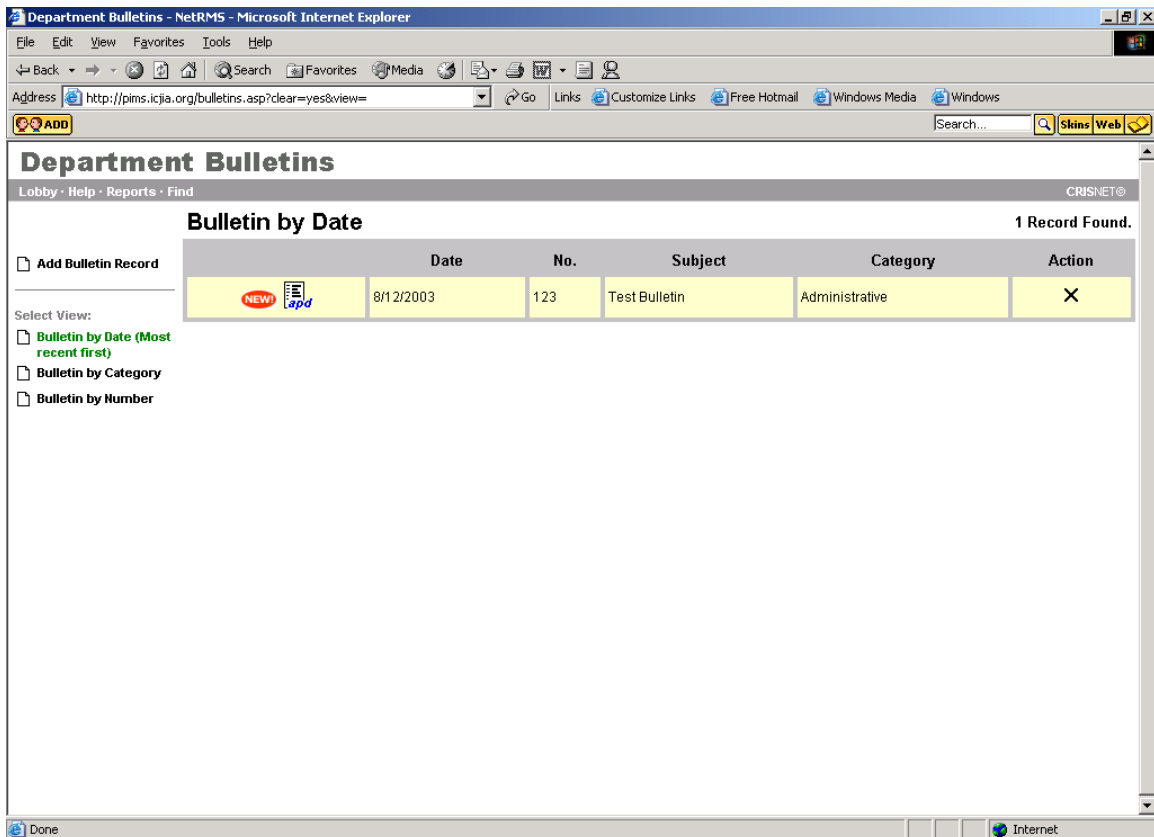 Department Bulletins - NetRMS - Microsoft Internet Explorer
File Edit View Favorites Tools Help
Back Search Favorites Media
Address http://pims.icjia.org/bulletins.asp?clear=yes&view= Go Links Customize Links Free Hotmail Windows Media Windows
ADD Search... Skins Web
Department Bulletins
Lobby · Help · Reports · Find CRISNET©
Bulletin by Date 1 Record Found.
Add Bulletin Record
Date No. Subject Category Action
NEW! apd 8/12/2003 123 Test Bulletin Administrative
Select View:
Bulletin by Date (Most
recent first)
Bulletin by Category
Bulletin by Number
Done Internet